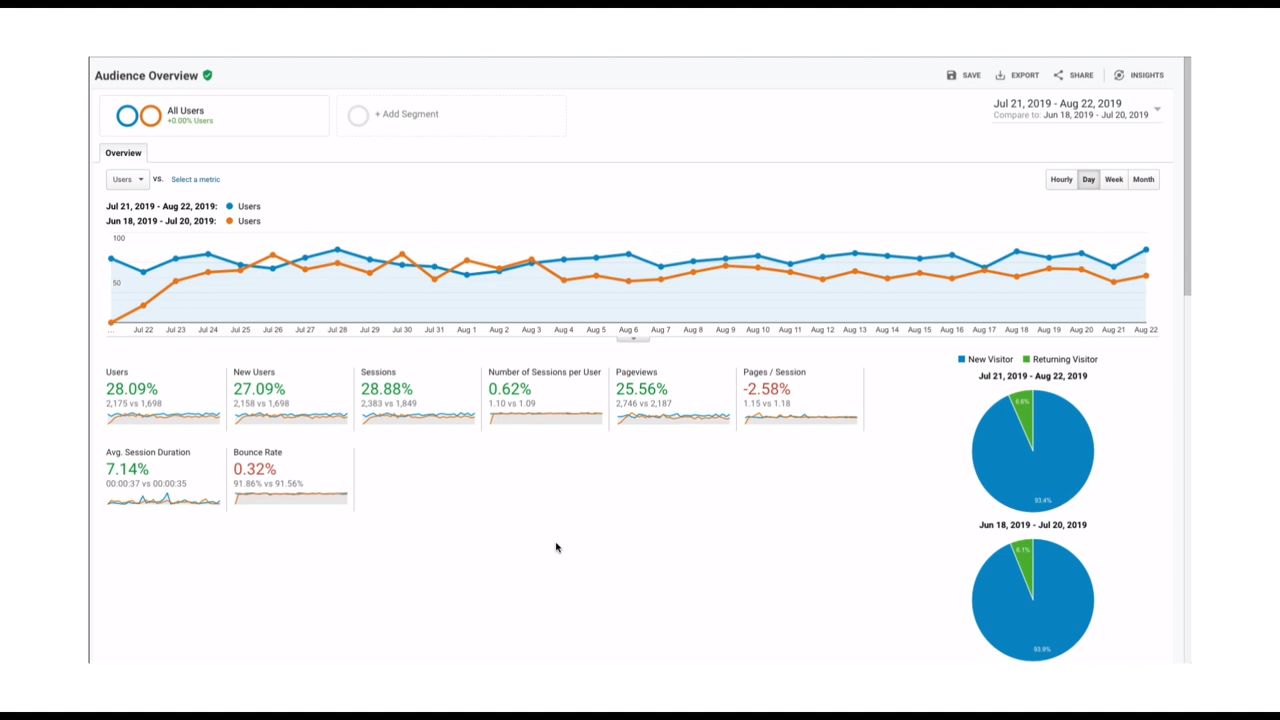 Audience Overview
SAVE EXPORT SHARE INSIGHTS
All Users
+0.00% Users
+ Add Segment
Jul 21, 2019 - Aug 22, 2019
Compare to: Jun 18, 2019 - Jul 20, 2019
Overview
Users VS. Select a metric
Hourly Day Week Month
Jul 21, 2019 - Aug 22, 2019: Users
Jun 18, 2019 - Jul 20, 2019: Users
100
50
... Jul 22 Jul 23 Jul 24 Jul 25 Jul 26 Jul 27 Jul 28 Jul 29 Jul 30 Jul 31 Aug 1 Aug 2 Aug 3 Aug 4 Aug 5 Aug 6 Aug 7 Aug 8 Aug 9 Aug 10 Aug 11 Aug 12 Aug 13 Aug 14 Aug 15 Aug 16 Aug 17 Aug 18 Aug 19 Aug 20 Aug 21 Aug 22
Users
28.09%
2,175 vs 1,698
New Users
27.09%
2,158 vs 1,698
Sessions
28.88%
2,383 vs 1,849
Number of Sessions per User
0.62%
1.10 vs 1.09
Pageviews
25.56%
2,746 vs 2,187
Pages / Session
-2.58%
1.15 vs 1.18
Avg. Session Duration
7.14%
00:00:37 vs 00:00:35
Bounce Rate
0.32%
91.86% vs 91.56%
New Visitor Returning Visitor
Jul 21, 2019 - Aug 22, 2019
6.6%
93.4%
Jun 18, 2019 - Jul 20, 2019
6.1%
93.9%